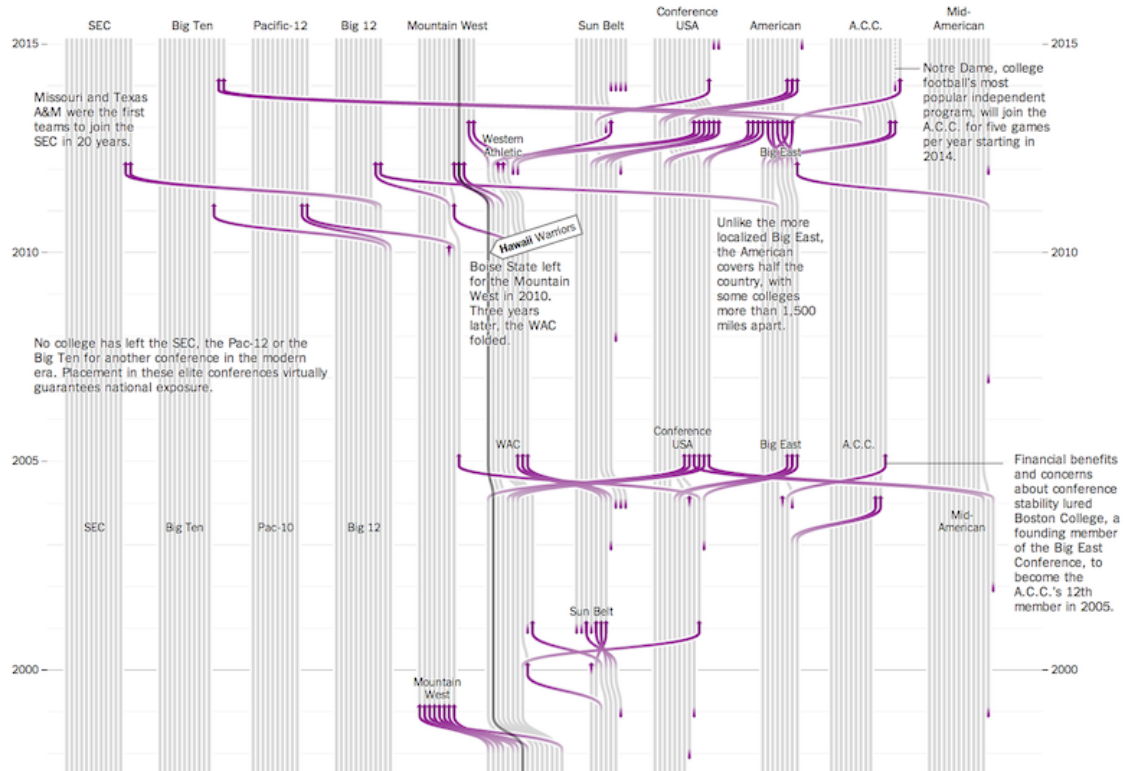 SEC
Big Ten
Pacific-12
Big 12
Mountain West
Sun Belt
Conference
USA
American
A.C.C.
Mid-
American
2015
2015
Missouri and Texas
A&M were the first
teams to join the
SEC in 20 years.
Notre Dame, college
football's most
popular independent
program, will join the
A.C.C. for five games
per year starting in
2014.
Western
Athletic
Big East
Hawaii Warriors
2010
2010
Boise State left
for the Mountain
West in 2010.
Three years
later, the WAC
folded.
Unlike the more
localized Big East,
the American
covers half the
country, with
some colleges
more than 1,500
miles apart.
No college has left the SEC, the Pac-12 or the
Big Ten for another conference in the modern
era. Placement in these elite conferences virtually
guarantees national exposure.
WAC
Conference
USA
Big East
A.C.C.
2005
Financial benefits
and concerns
about conference
stability lured
Boston College, a
founding member
of the Big East
Conference, to
become the
A.C.C.'s 12th
member in 2005.
SEC
Big Ten
Pac-10
Big 12
Mid-
American
Sun Belt
2000
2000
Mountain
West